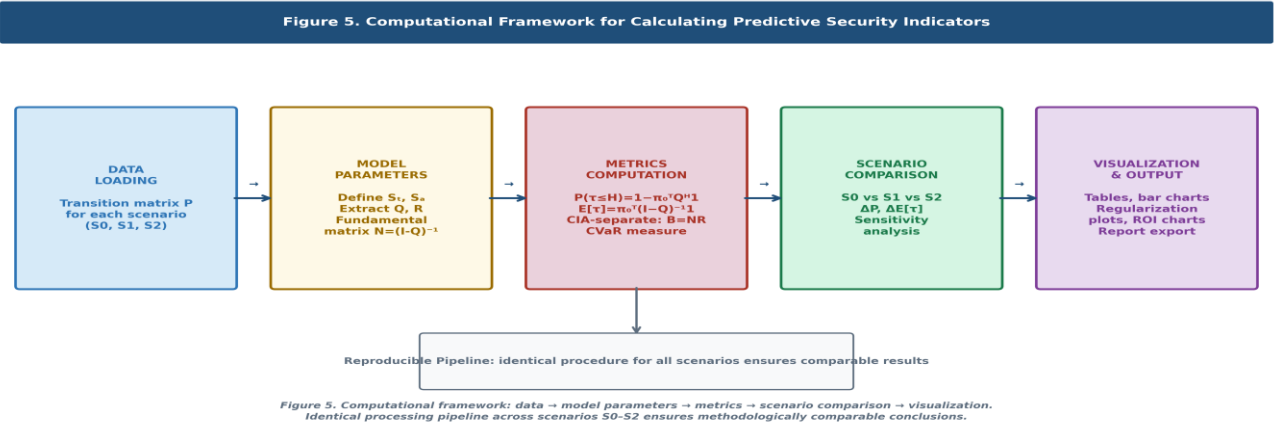 Figure 5. Computational Framework for Calculating Predictive Security Indicators
DATA
LOADING
Transition matrix P
for each scenario
(S0, S1, S2)
→
MODEL
PARAMETERS
Define Sₜ, Sₐ
Extract Q, R
Fundamental
matrix N=(I-Q)⁻¹
→
METRICS
COMPUTATION
P(τ≤H)=1−π₀ᵀQᴴ1
E[τ]=π₀ᵀ(I−Q)⁻¹1
CIA-separate: B=NR
CVaR measure
→
SCENARIO
COMPARISON
S0 vs S1 vs S2
ΔP, ΔE[τ]
Sensitivity
analysis
→
VISUALIZATION
& OUTPUT
Tables, bar charts
Regularization
plots, ROI charts
Report export
Reproducible Pipeline: identical procedure for all scenarios ensures comparable results
Figure 5. Computational framework: data → model parameters → metrics → scenario comparison → visualization.
Identical processing pipeline across scenarios S0–S2 ensures methodologically comparable conclusions.